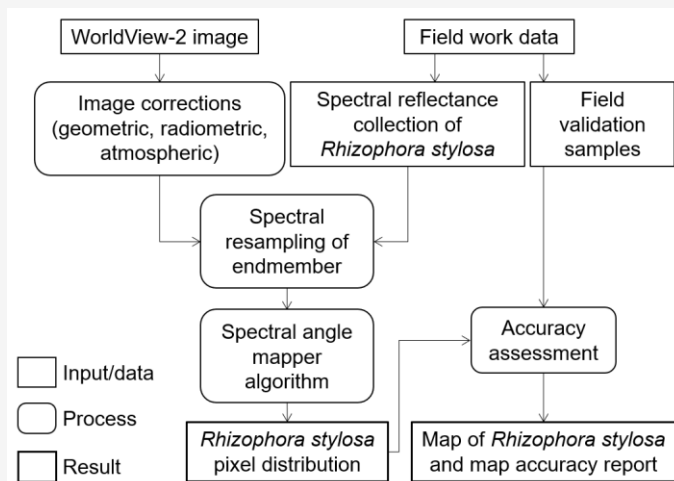 WorldView-2 image
Field work data
Image corrections
(geometric, radiometric,
atmospheric)
Spectral reflectance
collection of
Rhizophora stylosa
Field
validation
samples
Spectral
resampling of
endmember
Spectral angle
mapper
algorithm
Accuracy
assessment
Input/data
Process
Result
Rhizophora stylosa
pixel distribution
Map of Rhizophora stylosa
and map accuracy report